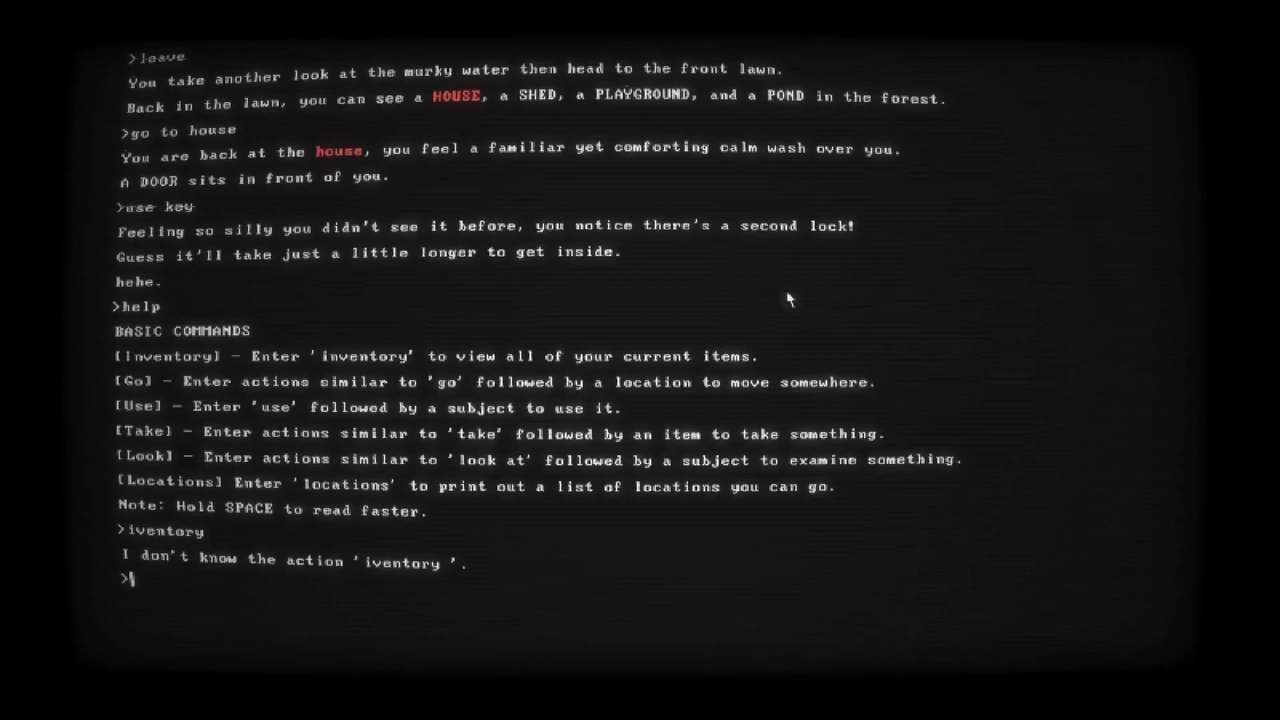 >leave
You take another look at the murky water then head to the front lawn.
Back in the lawn, you can see a HOUSE, a SHED, a PLAYGROUND, and a POND in the forest.
>go to house
You are back at the house, you feel a familiar yet comforting calm wash over you.
A DOOR sits in front of you.
>use key
Feeling so silly you didn't see it before, you notice there's a second lock!
Guess it'll take just a little longer to get inside.
hehe.
>help
BASIC COMMANDS
[Inventory] - Enter 'inventory' to view all of your current items.
[Go] - Enter actions similar to 'go' followed by a location to move somewhere.
[Use] - Enter 'use' followed by a subject to use it.
[Take] - Enter actions similar to 'take' followed by an item to take something.
[Look] - Enter actions similar to 'look at' followed by a subject to examine something.
[Locations] Enter 'locations' to print out a list of locations you can go.
Note: Hold SPACE to read faster.
>iventory
I don't know the action 'iventory '.
>